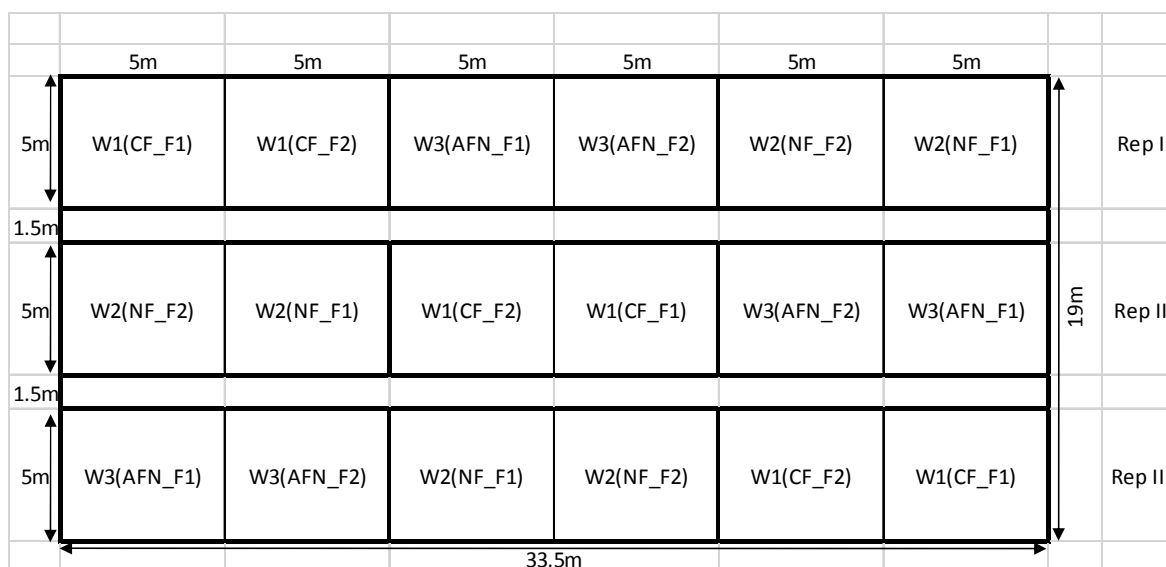 5m 5m 5m 5m 5m 5m
5m W1(CF_F1) W1(CF_F2) W3(AFN_F1) W3(AFN_F2) W2(NF_F2) W2(NF_F1) Rep I
1.5m
5m W2(NF_F2) W2(NF_F1) W1(CF_F2) W1(CF_F1) W3(AFN_F2) W3(AFN_F1) 19m Rep II
1.5m
5m W3(AFN_F1) W3(AFN_F2) W2(NF_F1) W2(NF_F2) W1(CF_F2) W1(CF_F1) Rep II
33.5m